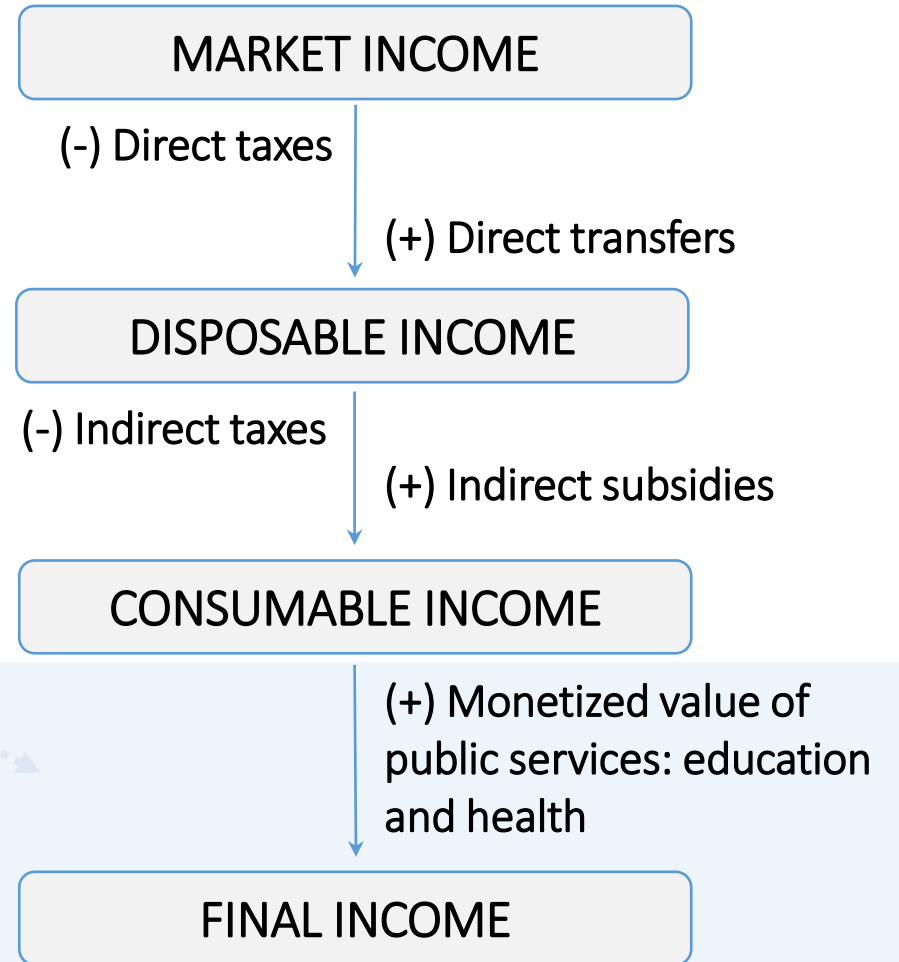 MARKET INCOME
(-) Direct taxes
(+) Direct transfers
DISPOSABLE INCOME
(-) Indirect taxes
(+) Indirect subsidies
CONSUMABLE INCOME
(+) Monetized value of
public services: education
and health
FINAL INCOME